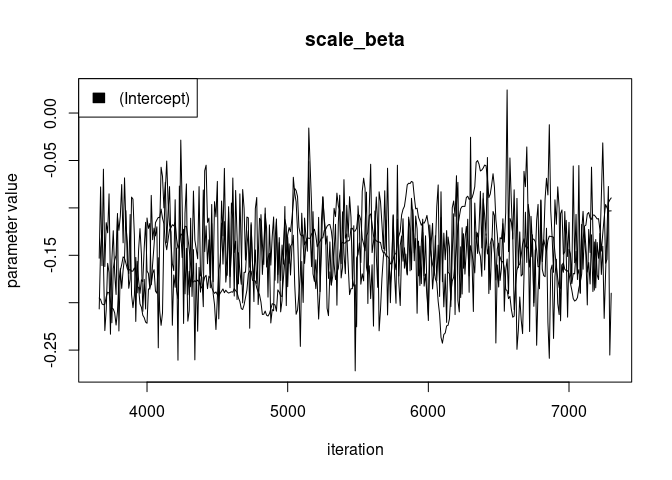 scale_beta
(Intercept)
0.00
-0.05
-0.15
-0.25
parameter value
4000 5000 6000 7000
iteration